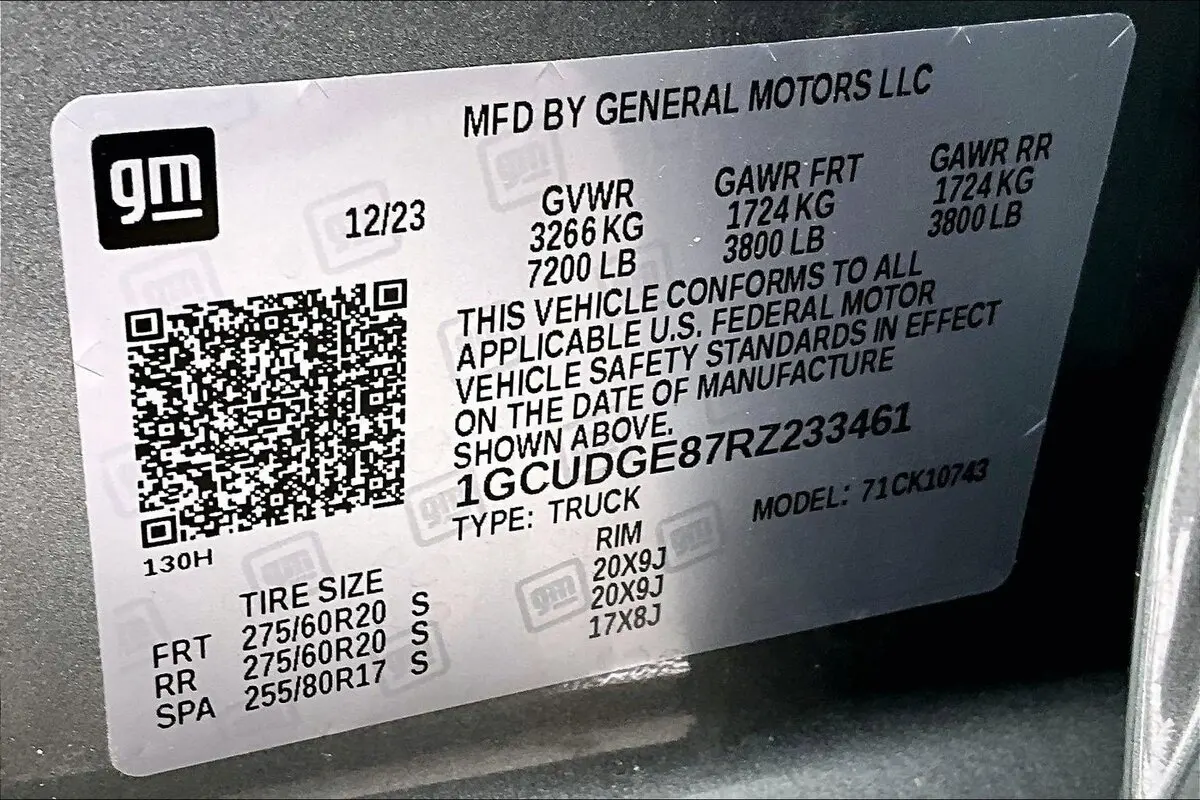 MFD BY GENERAL MOTORS LLC
gm
12/23
GVWR GAWR FRT GAWR RR
3266 KG 1724 KG 1724 KG
7200 LB 3800 LB 3800 LB
THIS VEHICLE CONFORMS TO ALL
APPLICABLE U.S. FEDERAL MOTOR
VEHICLE SAFETY STANDARDS IN EFFECT
ON THE DATE OF MANUFACTURE
SHOWN ABOVE.
1GCUDGE87RZ233461
TYPE: TRUCK MODEL: 71CK10743
130H
TIRE SIZE RIM
FRT 275/60R20 S 20X9J
RR 275/60R20 S 20X9J
SPA 255/80R17 S 17X8J